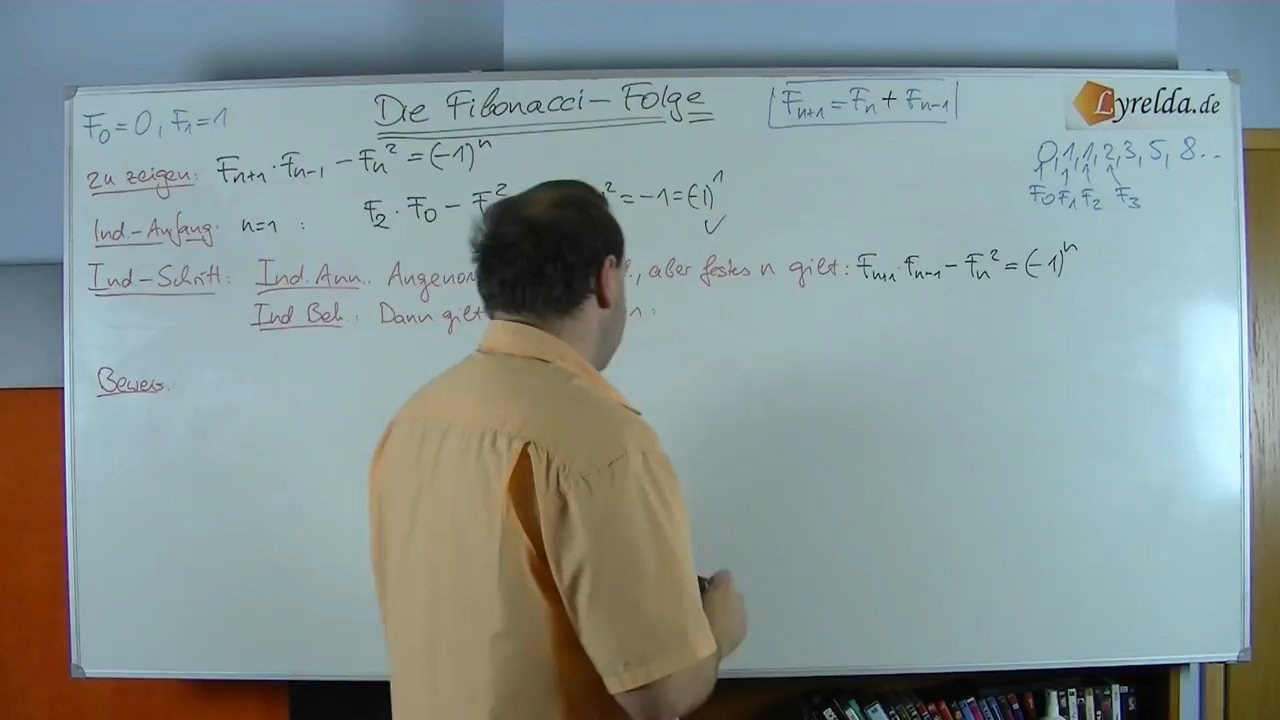 Die Fibonacci-Folge
F₀=0, F₁=1
Fn+1 = Fn + Fn-1
Lyrelda.de
0,1,1,2,3,5,8...
F₀ F₁ F₂ F₃
zu zeigen: Fn+1 · Fn-1 - Fn² = (-1)ⁿ
Ind.-Anfang n=1 : F₂ · F₀ - F² ² = -1 = (-1)¹ ✓
Ind-Schritt: Ind. Ann.. , aber festes n gilt: Fn+1 · Fn-1 - Fn² = (-1)ⁿ
Ind Beh.: Dann gilt n:
Beweis.